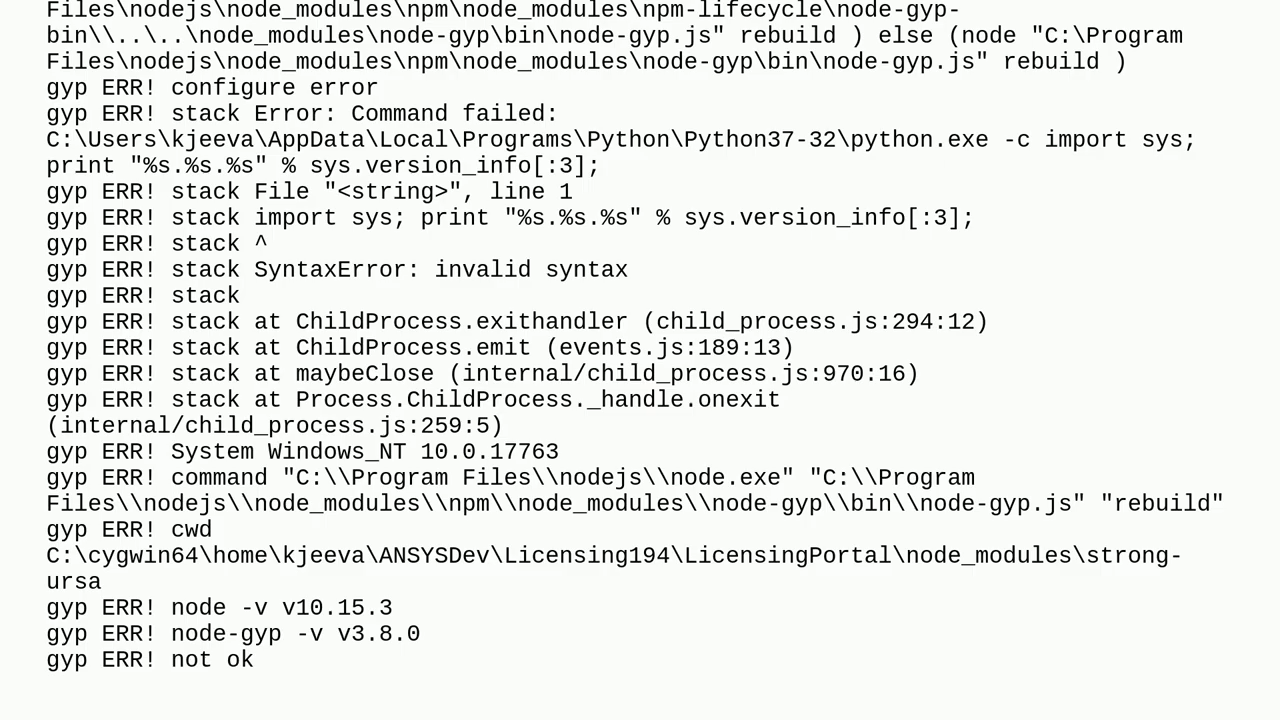 Files\nodejs\node_modules\npm\node_modules\npm-lifecycle\node-gyp-
bin\\..\..\node_modules\node-gyp\bin\node-gyp.js" rebuild ) else (node "C:\Program
Files\nodejs\node_modules\npm\node_modules\node-gyp\bin\node-gyp.js" rebuild )
gyp ERR! configure error
gyp ERR! stack Error: Command failed:
C:\Users\kjeeva\AppData\Local\Programs\Python\Python37-32\python.exe -c import sys;
print "%s.%s.%s" % sys.version_info[:3];
gyp ERR! stack File "<string>", line 1
gyp ERR! stack import sys; print "%s.%s.%s" % sys.version_info[:3];
gyp ERR! stack ^
gyp ERR! stack SyntaxError: invalid syntax
gyp ERR! stack
gyp ERR! stack at ChildProcess.exithandler (child_process.js:294:12)
gyp ERR! stack at ChildProcess.emit (events.js:189:13)
gyp ERR! stack at maybeClose (internal/child_process.js:970:16)
gyp ERR! stack at Process.ChildProcess._handle.onexit
(internal/child_process.js:259:5)
gyp ERR! System Windows_NT 10.0.17763
gyp ERR! command "C:\\Program Files\\nodejs\\node.exe" "C:\\Program
Files\\nodejs\\node_modules\\npm\\node_modules\\node-gyp\\bin\\node-gyp.js" "rebuild"
gyp ERR! cwd
C:\cygwin64\home\kjeeva\ANSYSDev\Licensing194\LicensingPortal\node_modules\strong-
ursa
gyp ERR! node -v v10.15.3
gyp ERR! node-gyp -v v3.8.0
gyp ERR! not ok